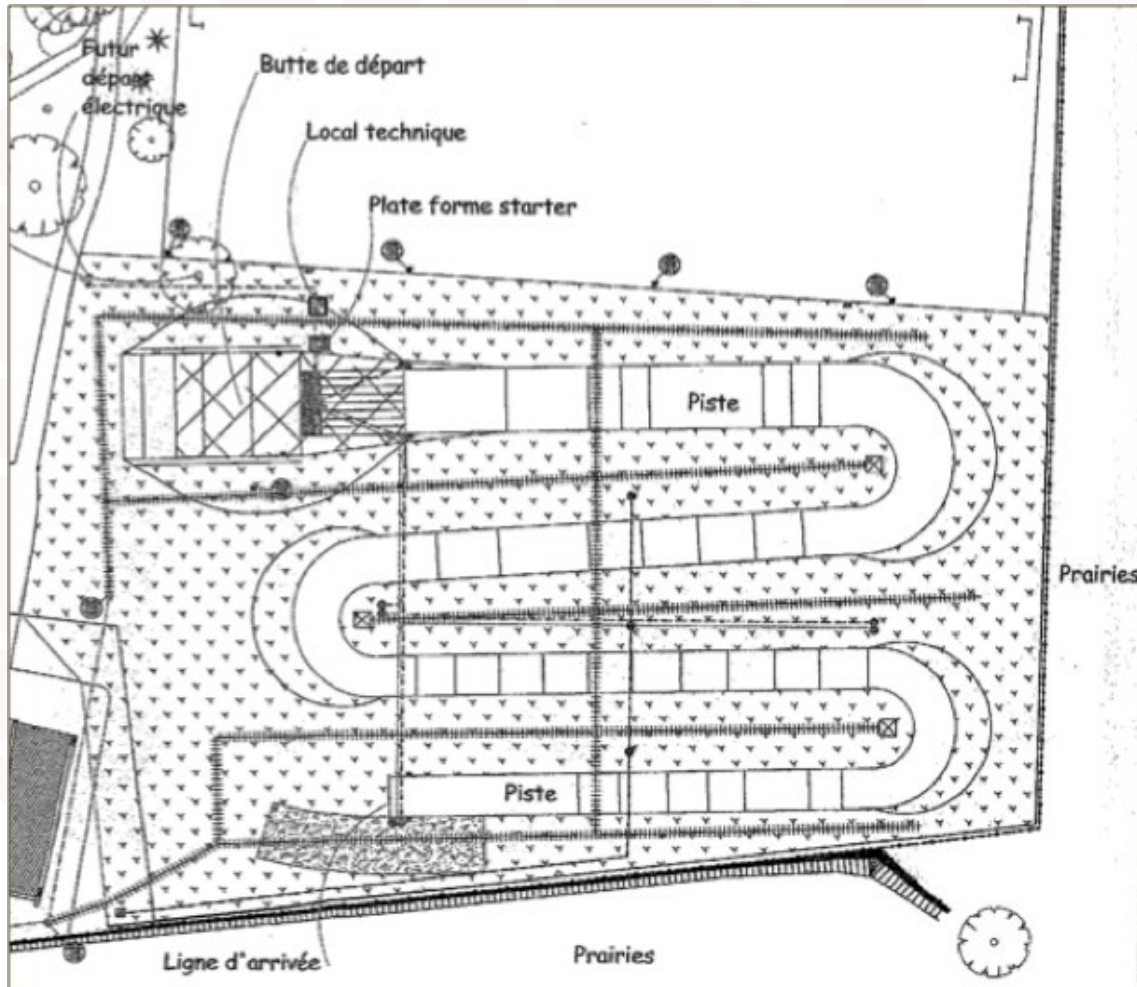 Futur
départ
électrique
Butte de départ
Local technique
Plate forme starter
Piste
Prairies
Piste
Ligne d'arrivée
Prairies